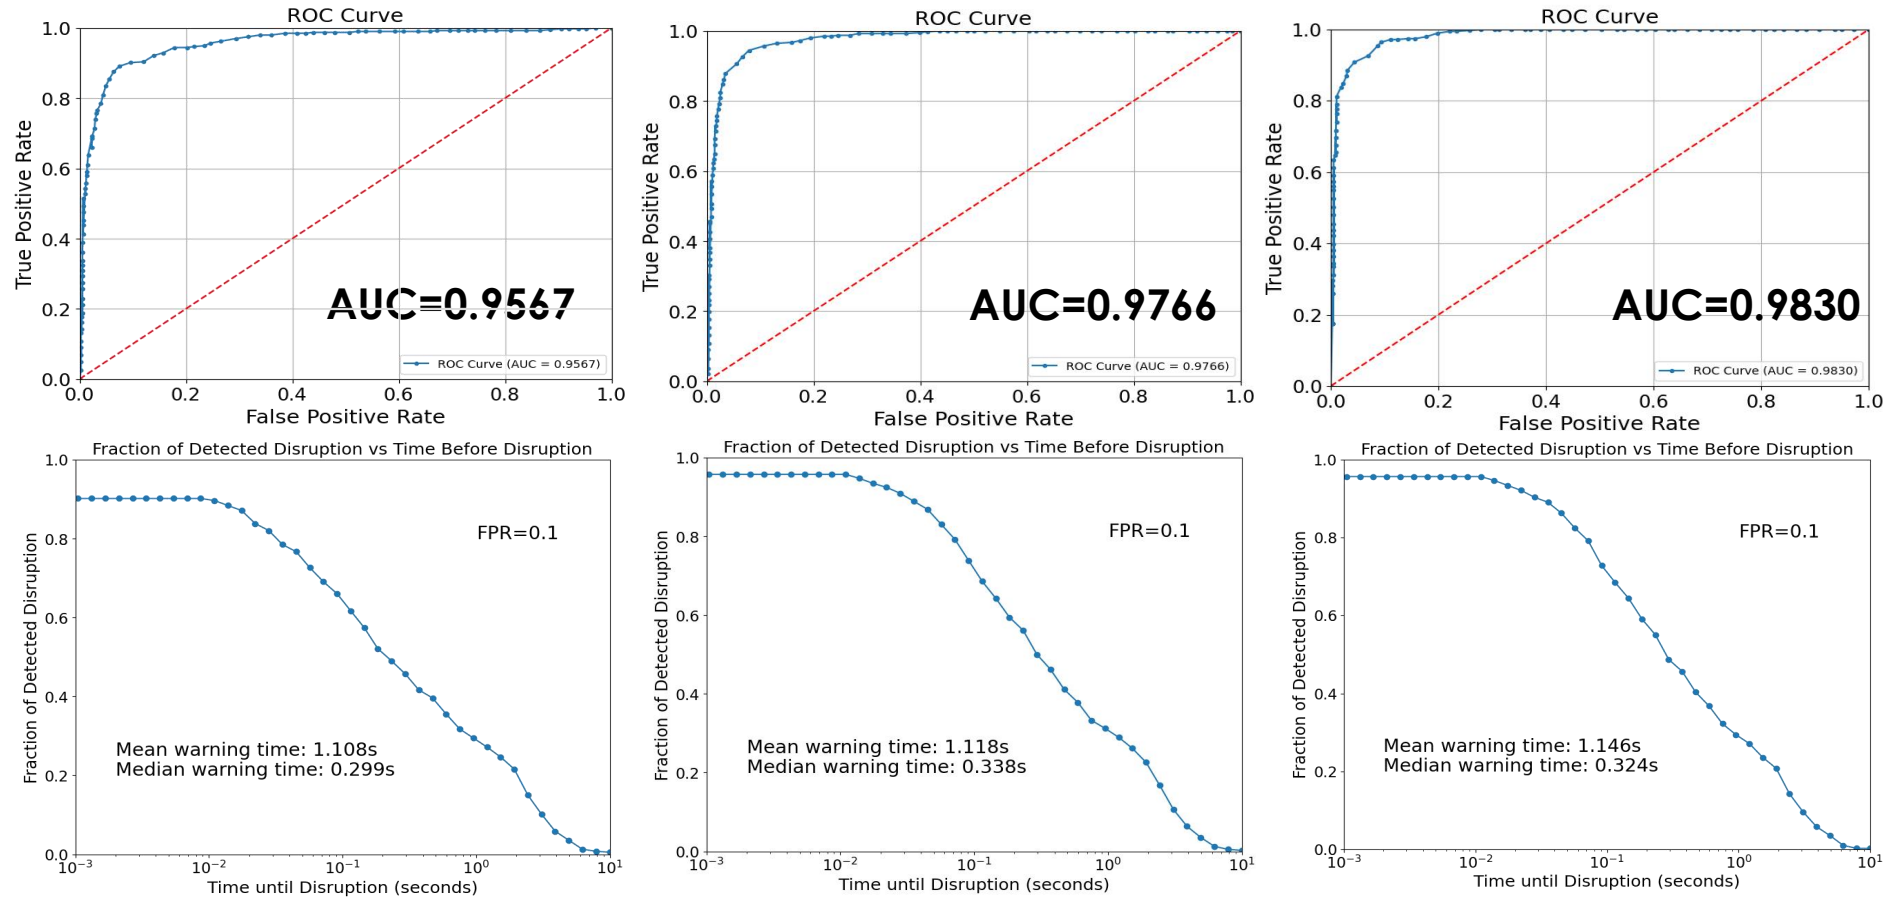 ROC Curve
1.0
0.8
0.6
0.4
0.2
0.0
True Positive Rate
AUC=0.9567
ROC Curve (AUC = 0.9567)
0.0 0.2 0.4 0.6 0.8 1.0
False Positive Rate
ROC Curve
1.0
0.8
0.6
0.4
0.2
0.0
True Positive Rate
AUC=0.9766
ROC Curve (AUC = 0.9766)
0.0 0.2 0.4 0.6 0.8 1.0
False Positive Rate
ROC Curve
1.0
0.8
0.6
0.4
0.2
0.0
True Positive Rate
AUC=0.9830
ROC Curve (AUC = 0.9830)
0.0 0.2 0.4 0.6 0.8 1.0
False Positive Rate
Fraction of Detected Disruption vs Time Before Disruption
1.0
0.8
0.6
0.4
0.2
0.0
Fraction of Detected Disruption
FPR=0.1
Mean warning time: 1.108s
Median warning time: 0.299s
10⁻³ 10⁻² 10⁻¹ 10⁰ 10¹
Time until Disruption (seconds)
Fraction of Detected Disruption vs Time Before Disruption
1.0
0.8
0.6
0.4
0.2
0.0
Fraction of Detected Disruption
FPR=0.1
Mean warning time: 1.118s
Median warning time: 0.338s
10⁻³ 10⁻² 10⁻¹ 10⁰ 10¹
Time until Disruption (seconds)
Fraction of Detected Disruption vs Time Before Disruption
1.0
0.8
0.6
0.4
0.2
0.0
Fraction of Detected Disruption
FPR=0.1
Mean warning time: 1.146s
Median warning time: 0.324s
10⁻³ 10⁻² 10⁻¹ 10⁰ 10¹
Time until Disruption (seconds)